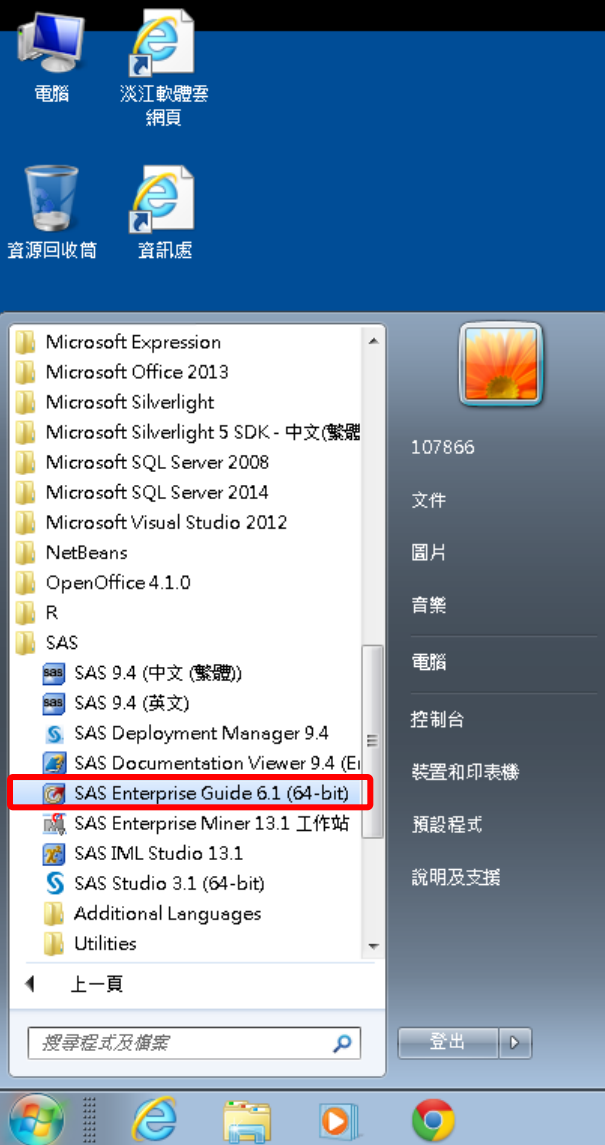 電腦
淡江軟體雲
網頁
資源回收筒
資訊處
Microsoft Expression
Microsoft Office 2013
Microsoft Silverlight
Microsoft Silverlight 5 SDK - 中文(繁體
Microsoft SQL Server 2008
Microsoft SQL Server 2014
Microsoft Visual Studio 2012
NetBeans
OpenOffice 4.1.0
R
SAS
sas SAS 9.4 (中文 (繁體))
sas SAS 9.4 (英文)
SAS Deployment Manager 9.4
SAS Documentation Viewer 9.4 (En
SAS Enterprise Guide 6.1 (64-bit)
SAS Enterprise Miner 13.1 工作站
SAS IML Studio 13.1
SAS Studio 3.1 (64-bit)
Additional Languages
Utilities
上一頁
搜尋程式及檔案
107866
文件
圖片
音樂
電腦
控制台
裝置和印表機
預設程式
說明及支援
登出